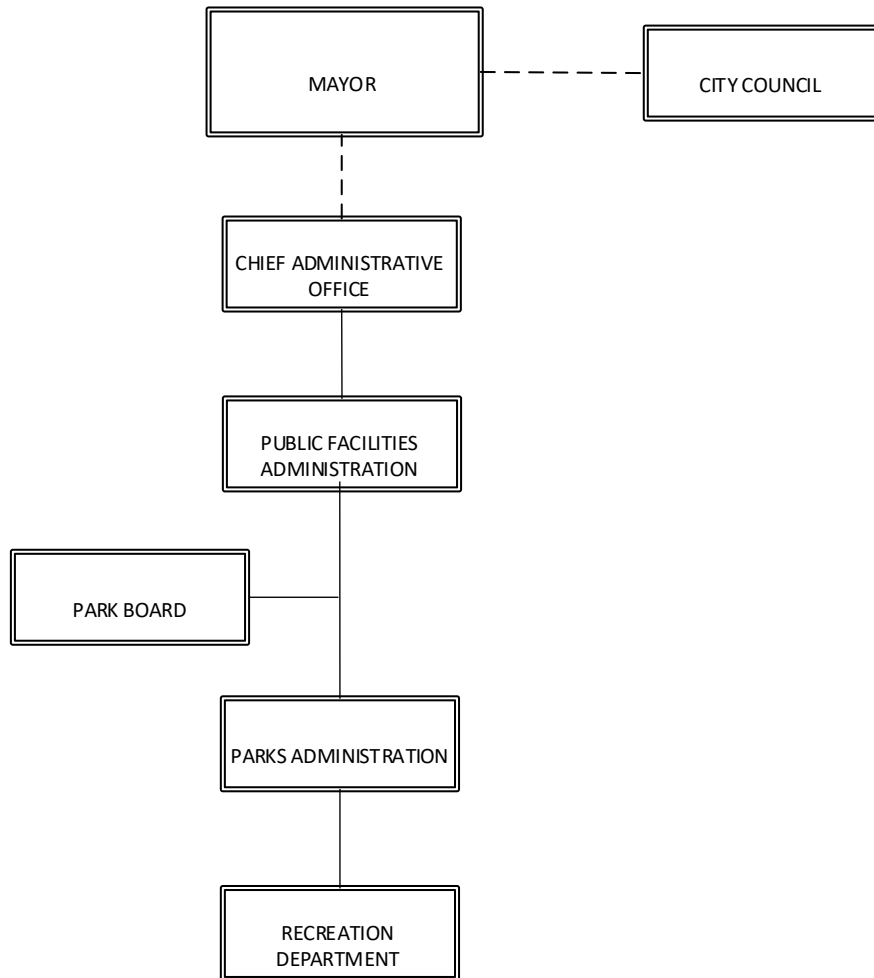 MAYOR
CITY COUNCIL
CHIEF ADMINISTRATIVE
OFFICE
PUBLIC FACILITIES
ADMINISTRATION
PARK BOARD
PARKS ADMINISTRATION
RECREATION
DEPARTMENT